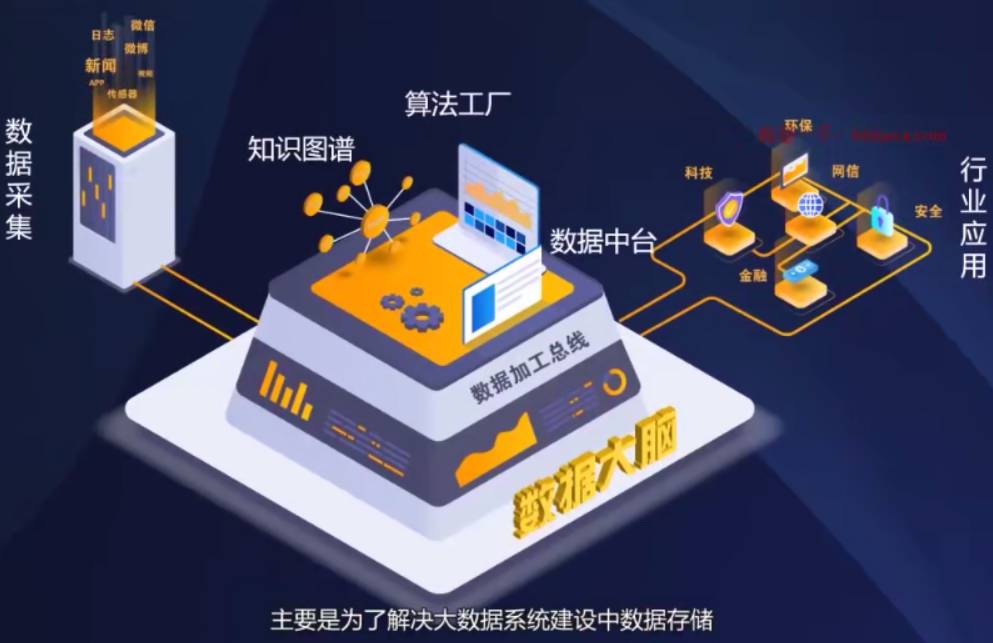 日志
微信
微博
新闻
APP
传感器
数据采集
知识图谱
算法工厂
数据中台
数据加工总线
数据大脑
环保
科技
网信
安全
金融
行业应用
主要是为了解决大数据系统建设中数据存储